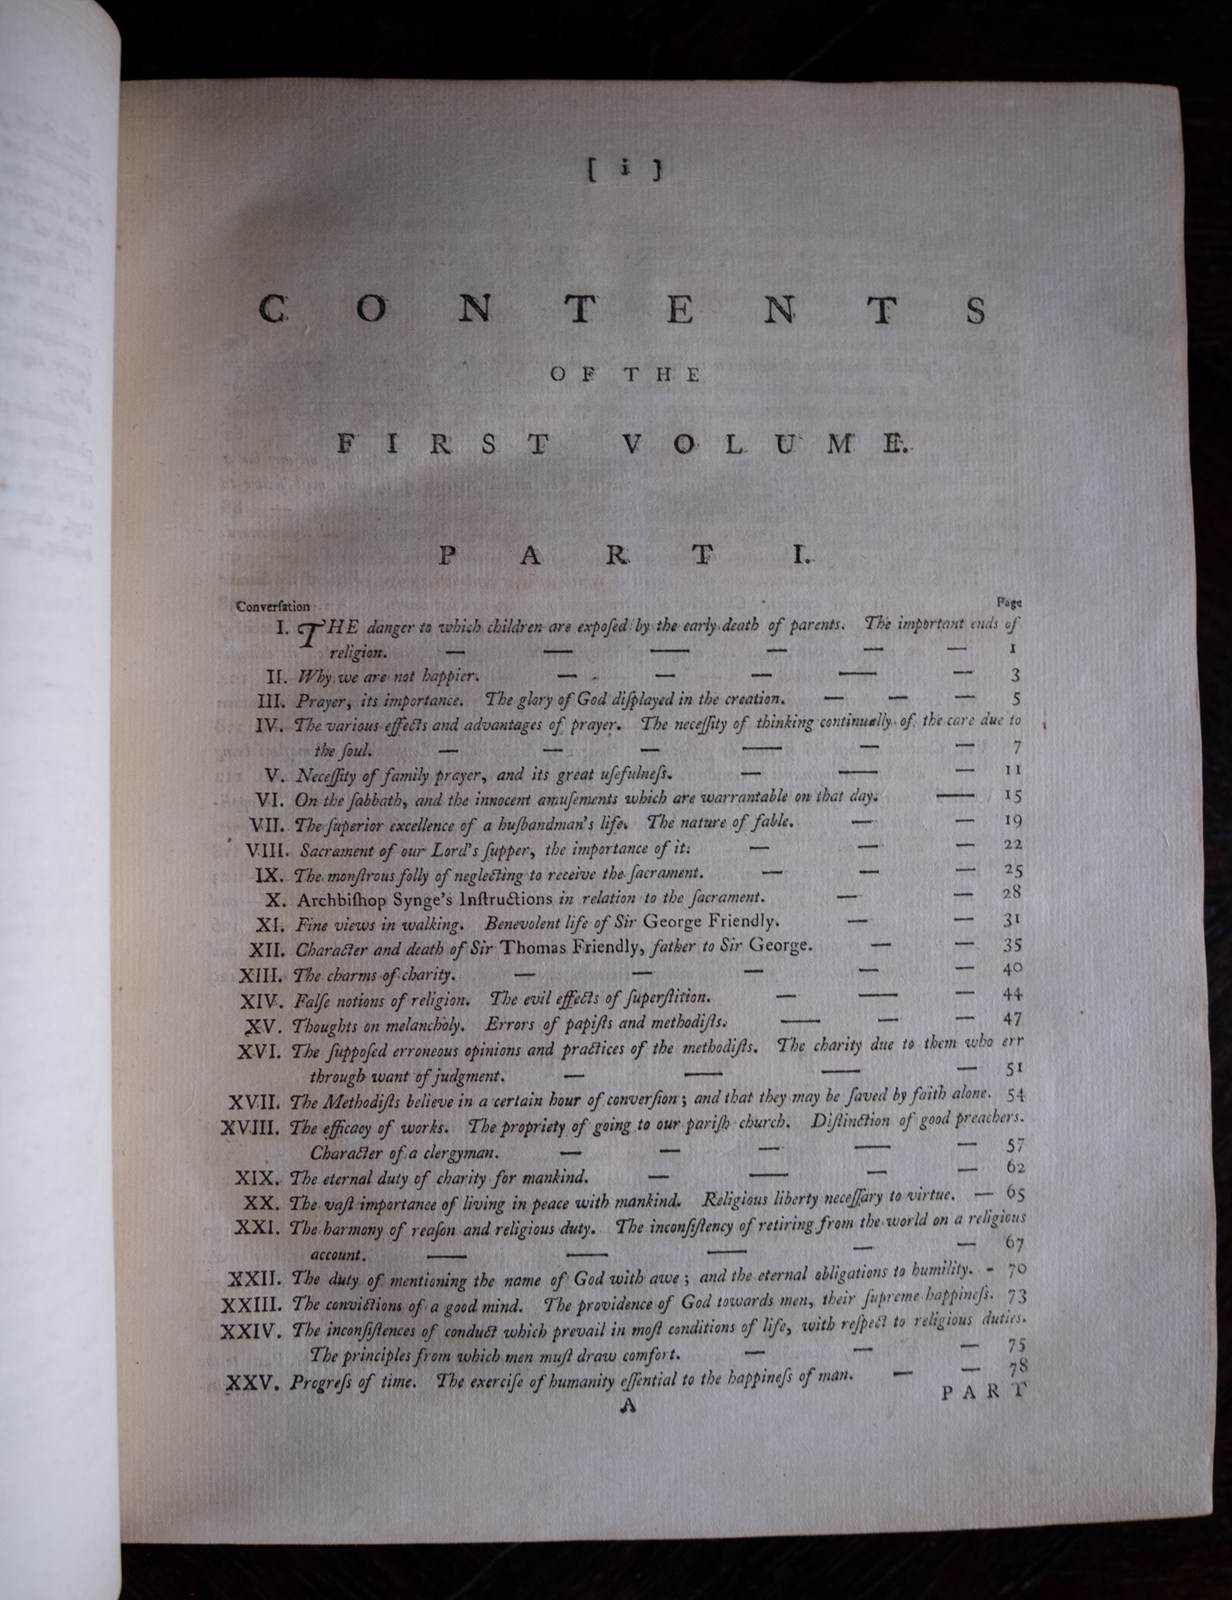 [ i ]
CONTENTS
OF THE
FIRST VOLUME.
PART I.
Converſation Page
I. THE danger to which children are expoſed by the early death of parents. The important ends of
religion. — — — — — — 1
II. Why we are not happier. — — — — — 3
III. Prayer, its importance. The glory of God diſplayed in the creation. — — — 5
IV. The various effects and advantages of prayer. The neceſſity of thinking continually of the care due to
the ſoul. — — — — — — 7
V. Neceſſity of family prayer, and its great uſefulneſs. — — — 11
VI. On the ſabbath, and the innocent amuſements which are warrantable on that day. — 15
VII. The ſuperior excellence of a huſbandman's life. The nature of fable. — — 19
VIII. Sacrament of our Lord's ſupper, the importance of it. — — — 22
IX. The monſtrous folly of neglecting to receive the ſacrament. — — — 25
X. Archbiſhop Synge's Inſtructions in relation to the ſacrament. — — 28
XI. Fine views in walking. Benevolent life of Sir George Friendly. — — 31
XII. Character and death of Sir Thomas Friendly, father to Sir George. — — 35
XIII. The charms of charity. — — — — — 40
XIV. Falſe notions of religion. The evil effects of ſuperſtition. — — — 44
XV. Thoughts on melancholy. Errors of papiſts and methodiſts. — — — 47
XVI. The ſuppoſed erroneous opinions and practices of the methodiſts. The charity due to them who err
through want of judgment. — — — — 51
XVII. The Methodiſts believe in a certain hour of converſion; and that they may be ſaved by faith alone. 54
XVIII. The efficacy of works. The propriety of going to our pariſh church. Diſtinction of good preachers.
Character of a clergyman. — — — — — 57
XIX. The eternal duty of charity for mankind. — — — — 62
XX. The vaſt importance of living in peace with mankind. Religious liberty neceſſary to virtue. — 65
XXI. The harmony of reaſon and religious duty. The inconſiſtency of retiring from the world on a religious
account. — — — — — 67
XXII. The duty of mentioning the name of God with awe; and the eternal obligations to humility. - 70
XXIII. The convictions of a good mind. The providence of God towards men, their ſupreme happineſs. 73
XXIV. The inconſiſtences of conduct which prevail in moſt conditions of life, with reſpect to religious duties.
The principles from which men muſt draw comfort. — — — 75
XXV. Progreſs of time. The exerciſe of humanity eſſential to the happineſs of man. — — 78
A PART